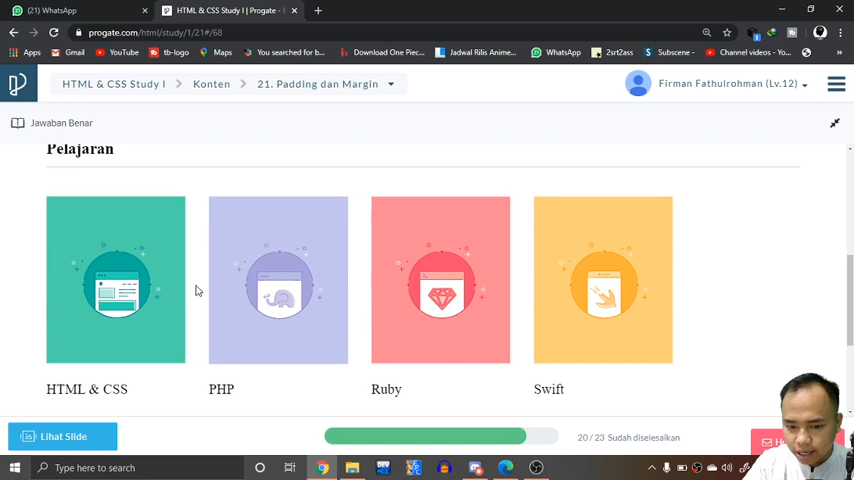 (21) WhatsApp
HTML & CSS Study I | Progate - I
progate.com/html/study/1/21#/68
Apps
Gmail
YouTube
tb-logo
Maps
You searched for b...
Download One Piec...
Jadwal Rilis Anime...
WhatsApp
2srt2ass
Subscene -
Channel videos - Yo...
HTML & CSS Study I
Konten
21. Padding dan Margin
Firman Fathulrohman (Lv.12)
Jawaban Benar
Pelajaran
HTML & CSS
PHP
Ruby
Swift
Lihat Slide
20 / 23 Sudah diselesaikan
Type here to search
DEV